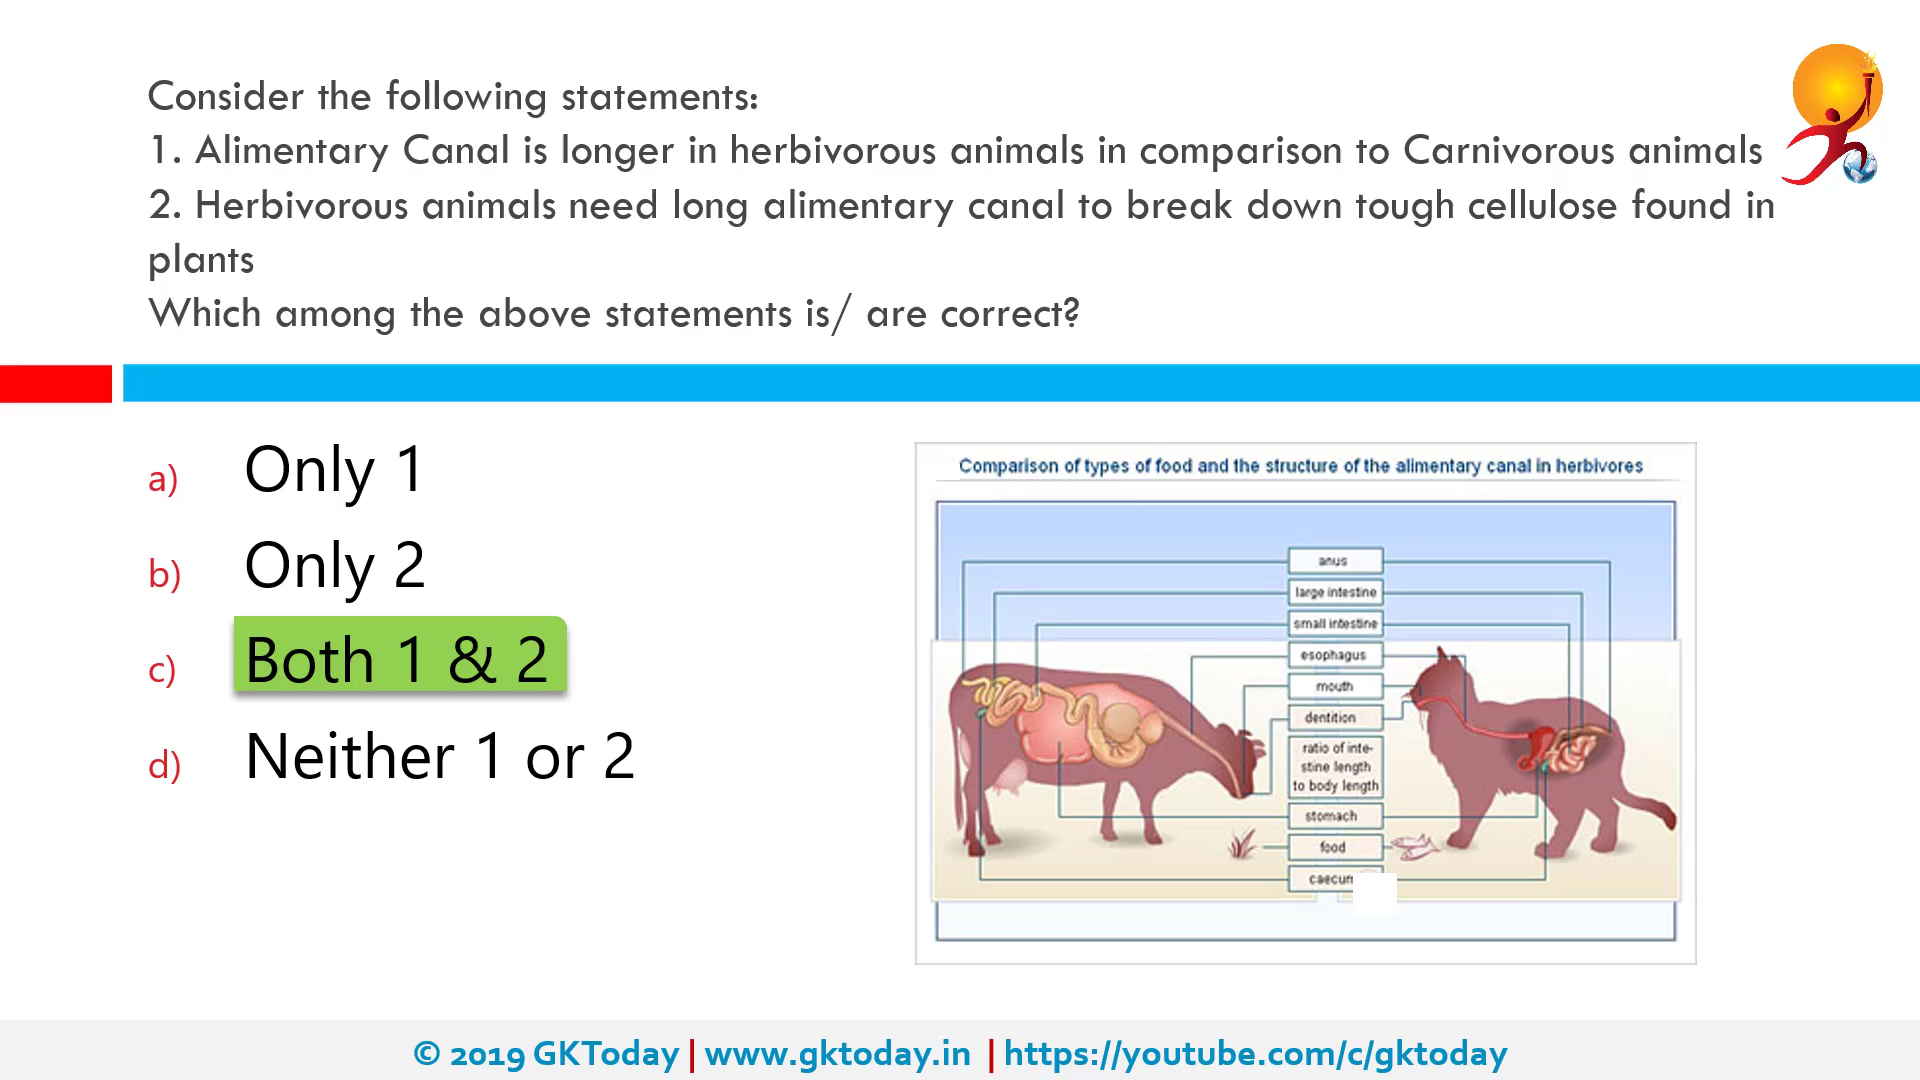 Consider the following statements:
1. Alimentary Canal is longer in herbivorous animals in comparison to Carnivorous animals
2. Herbivorous animals need long alimentary canal to break down tough cellulose found in
plants
Which among the above statements is/ are correct?
a) Only 1
b) Only 2
c) Both 1 & 2
d) Neither 1 or 2
Comparison of types of food and the structure of the alimentary canal in herbivores
anus
large intestine
small intestine
esophagus
mouth
dentition
ratio of inte-
stine length
to body length
stomach
food
© 2019 GKToday | www.gktoday.in | https://youtube.com/c/gktoday